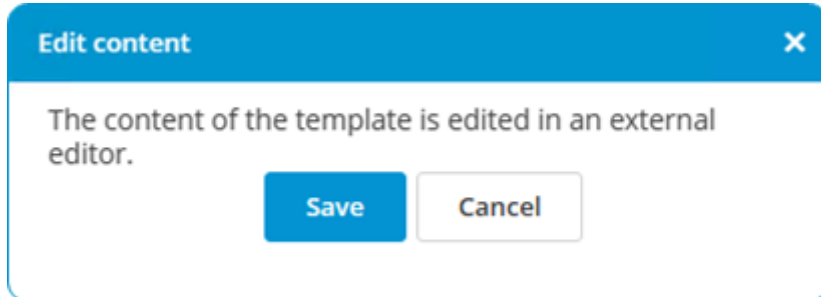 Edit content
The content of the template is edited in an external
editor.
Save
Cancel